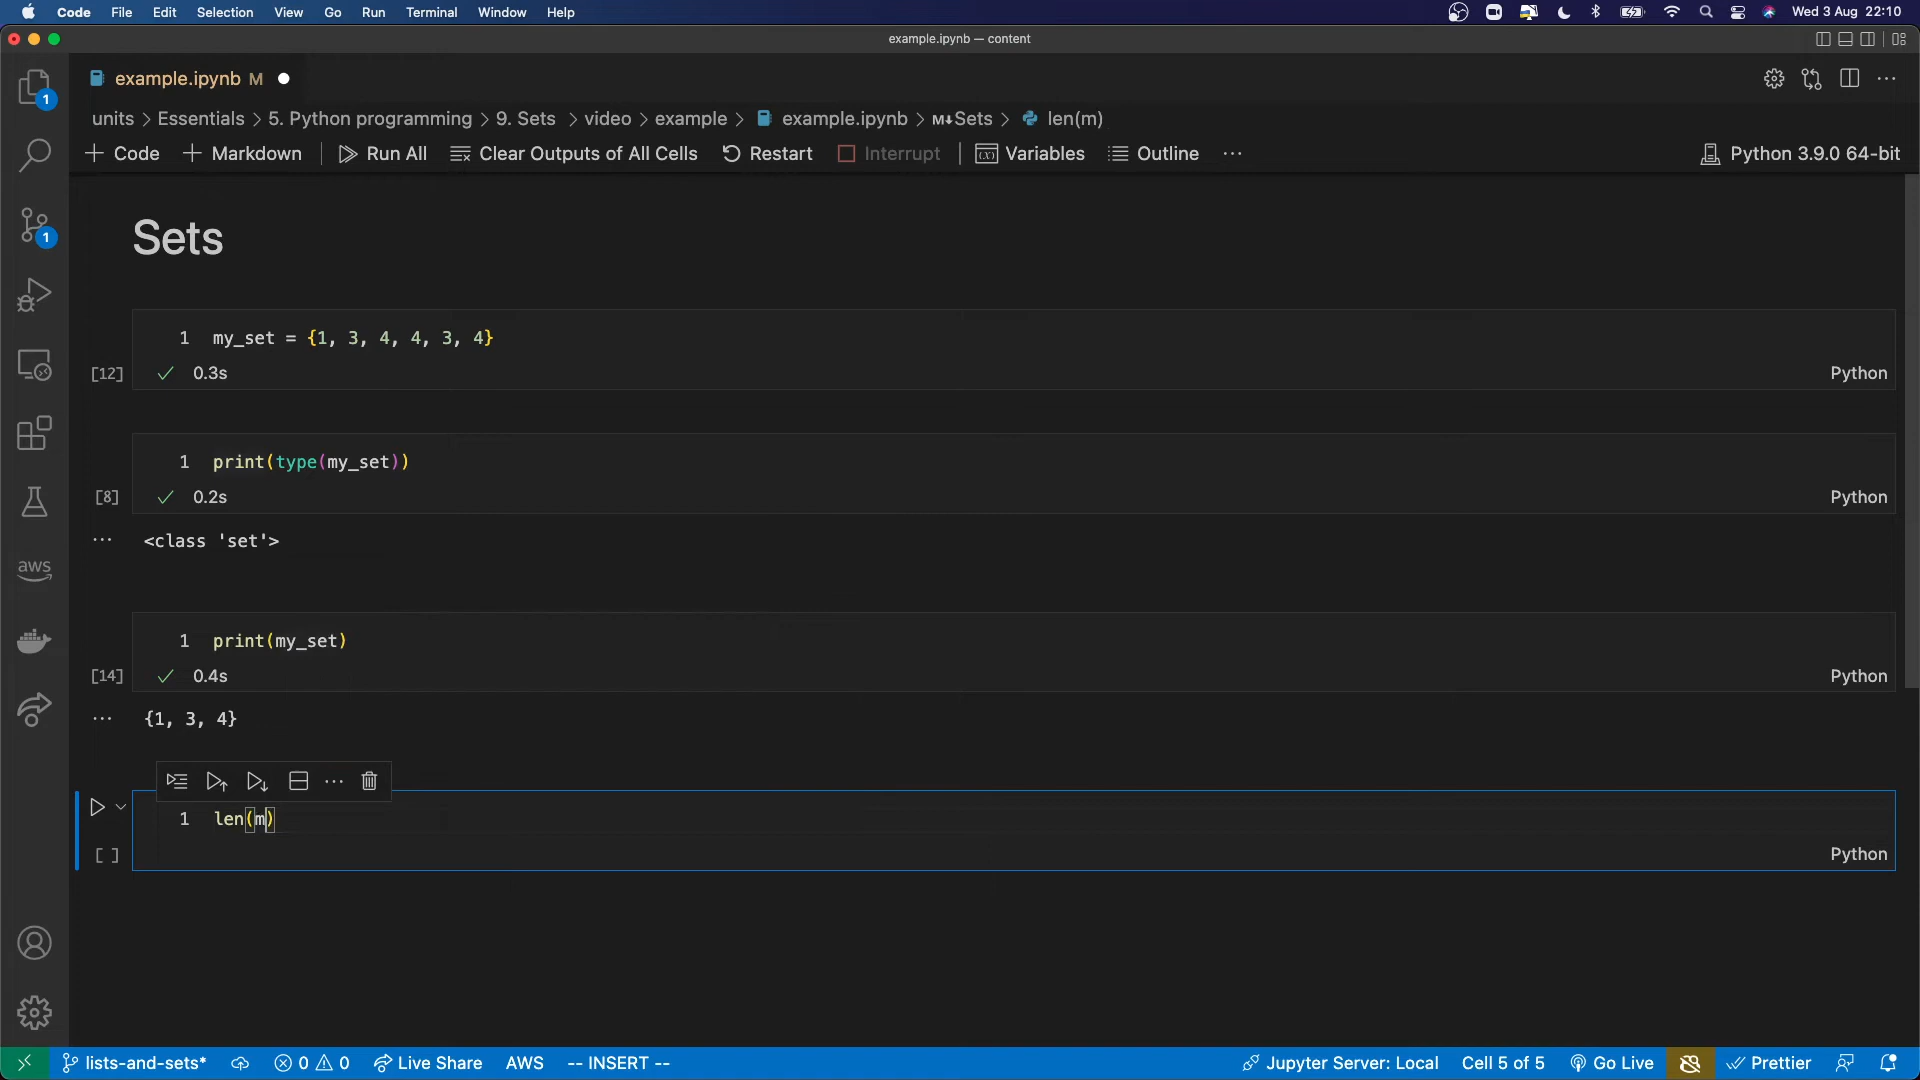 Code File Edit Selection View Go Run Terminal Window Help Wed 3 Aug 22:10
example.ipynb — content
example.ipynb M
1
units > Essentials > 5. Python programming > 9. Sets > video > example > example.ipynb > M↓Sets > len(m)
+ Code + Markdown Run All Clear Outputs of All Cells Restart Interrupt (x) Variables Outline ··· Python 3.9.0 64-bit
Sets
1
1 my_set = {1, 3, 4, 4, 3, 4}
[12] ✓ 0.3s Python
1 print(type(my_set))
[8] ✓ 0.2s Python
··· <class 'set'>
aws
1 print(my_set)
[14] ✓ 0.4s Python
··· {1, 3, 4}
1 len(m)
[ ] Python
lists-and-sets* 0 0 Live Share AWS -- INSERT -- Jupyter Server: Local Cell 5 of 5 Go Live Prettier